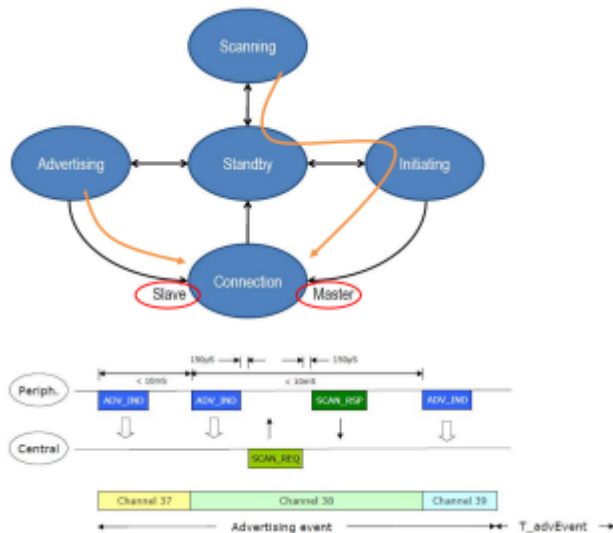 Scanning
Advertising
Standby
Initiating
Connection
Slave
Master
150µS
150µS
< 10mS
< 10mS
Periph.
ADV_IND
ADV_IND
SCAN_RSP
ADV_IND
Central
SCAN_REQ
Channel 37
Channel 38
Channel 39
Advertising event
T_advEvent